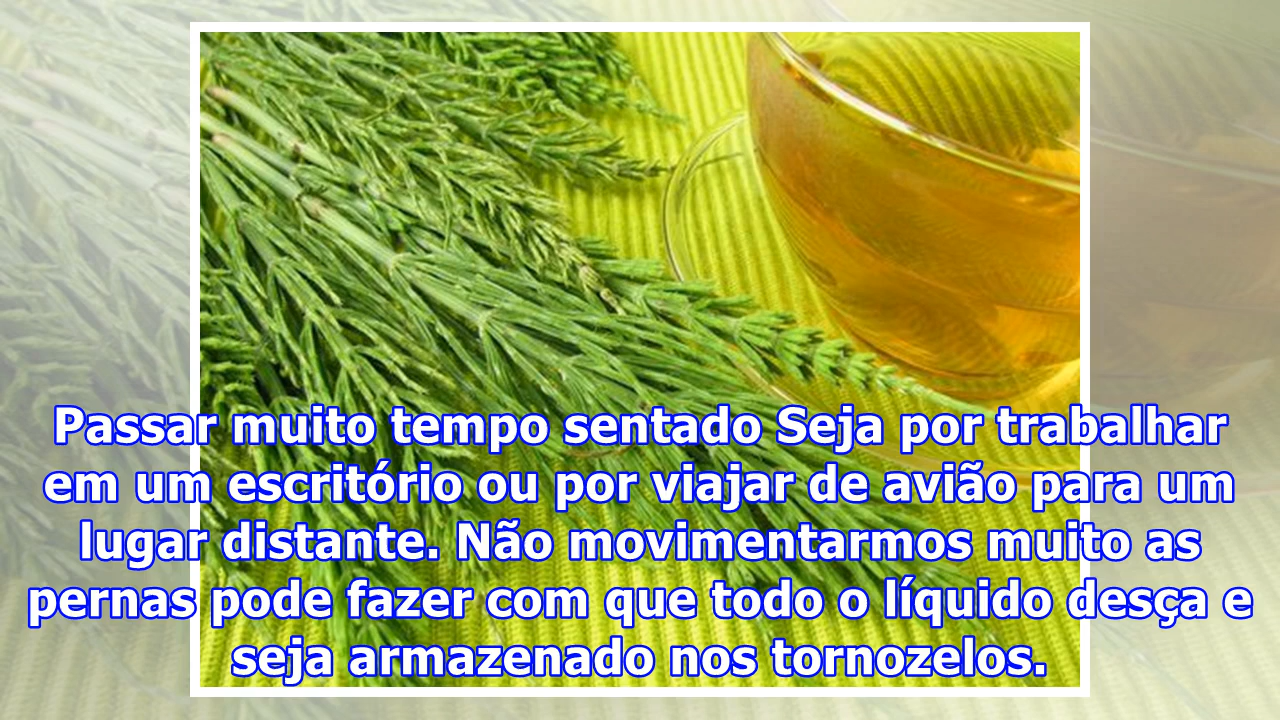 Passar muito tempo sentado Seja por trabalhar
em um escritório ou por viajar de avião para um
lugar distante. Não movimentarmos muito as
pernas pode fazer com que todo o líquido desça e
seja armazenado nos tornozelos.